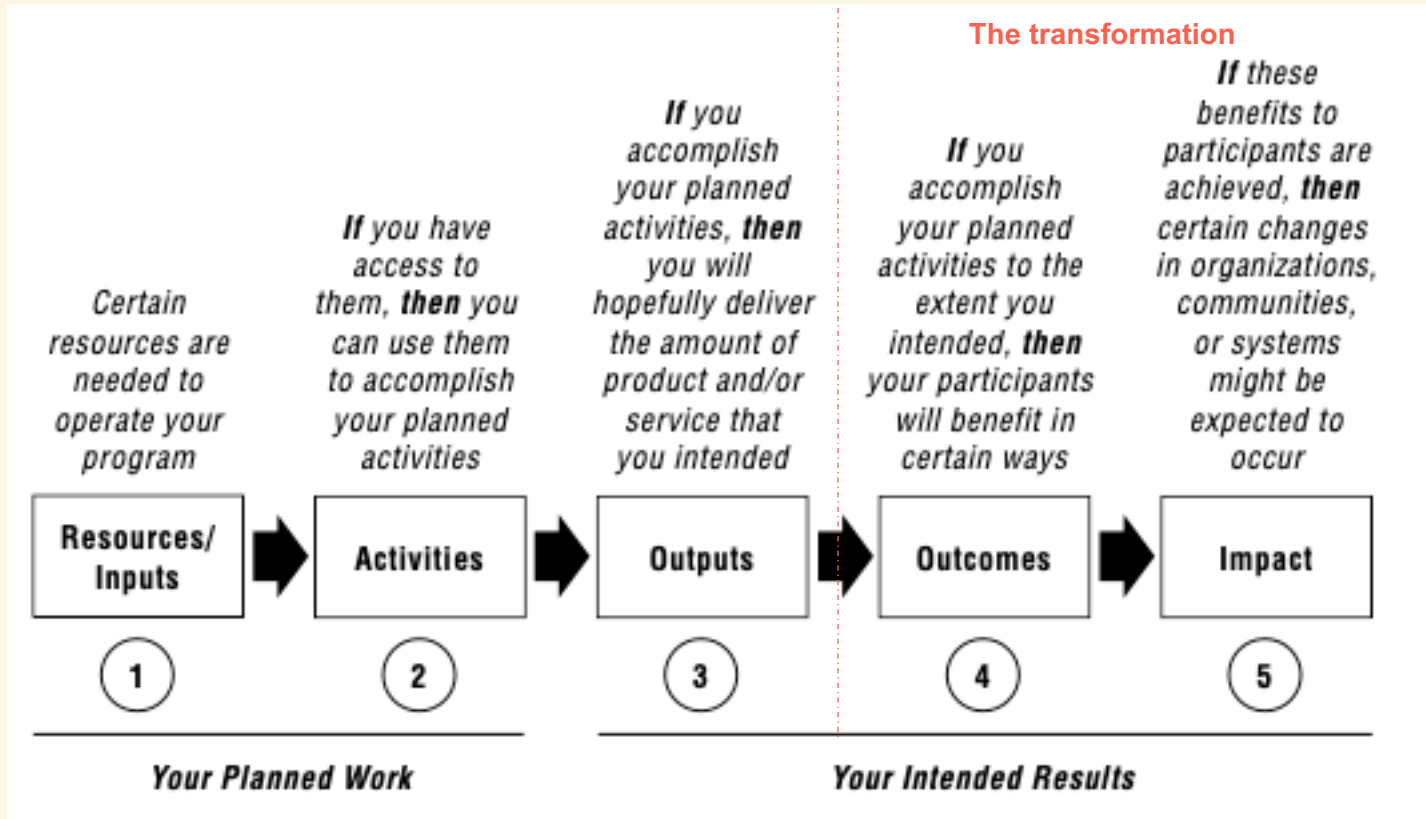 The transformation
Certain
resources are
needed to
operate your
program
If you have
access to
them, then you
can use them
to accomplish
your planned
activities
If you
accomplish
your planned
activities, then
you will
hopefully deliver
the amount of
product and/or
service that
you intended
If you
accomplish
your planned
activities to the
extent you
intended, then
your participants
will benefit in
certain ways
If these
benefits to
participants are
achieved, then
certain changes
in organizations,
communities,
or systems
might be
expected to
occur
Resources/
Inputs
Activities
Outputs
Outcomes
Impact
1
2
3
4
5
Your Planned Work
Your Intended Results